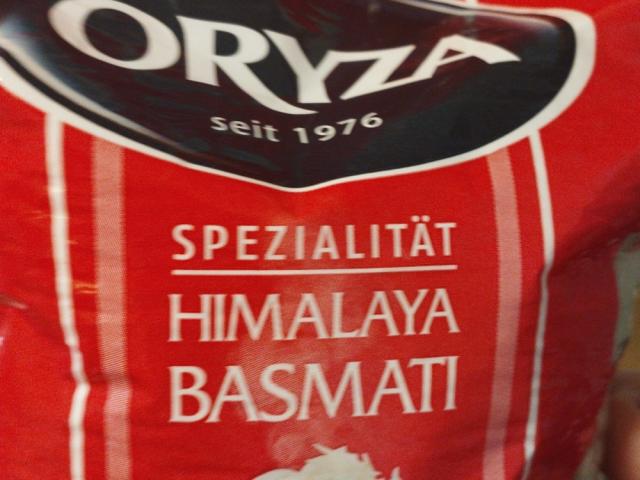 ORYZA
seit 1976
SPEZIALITÄT
HIMALAYA
BASMATI